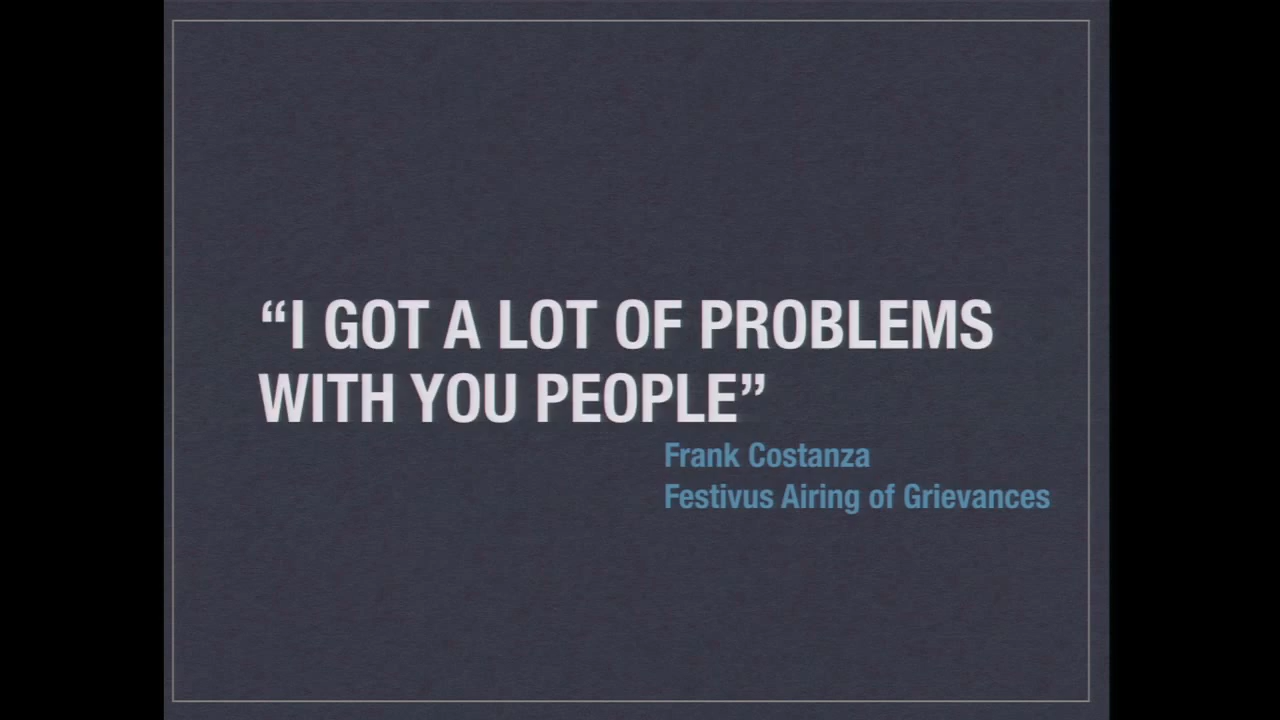 “I GOT A LOT OF PROBLEMS
WITH YOU PEOPLE”
Frank Costanza
Festivus Airing of Grievances